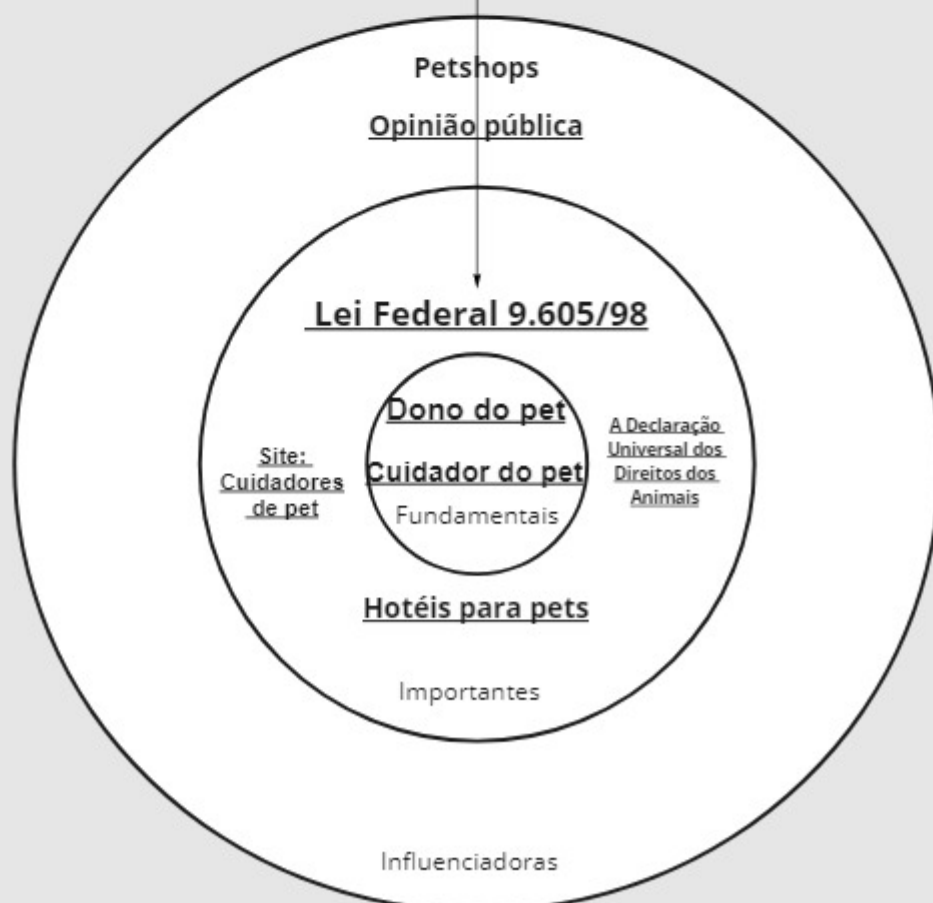 Petshops
Opinião pública
Lei Federal 9.605/98
Dono do pet
Cuidador do pet
Fundamentais
Site:
Cuidadores
de pet
A Declaração
Universal dos
Direitos dos
Animais
Hotéis para pets
Importantes
Influenciadoras